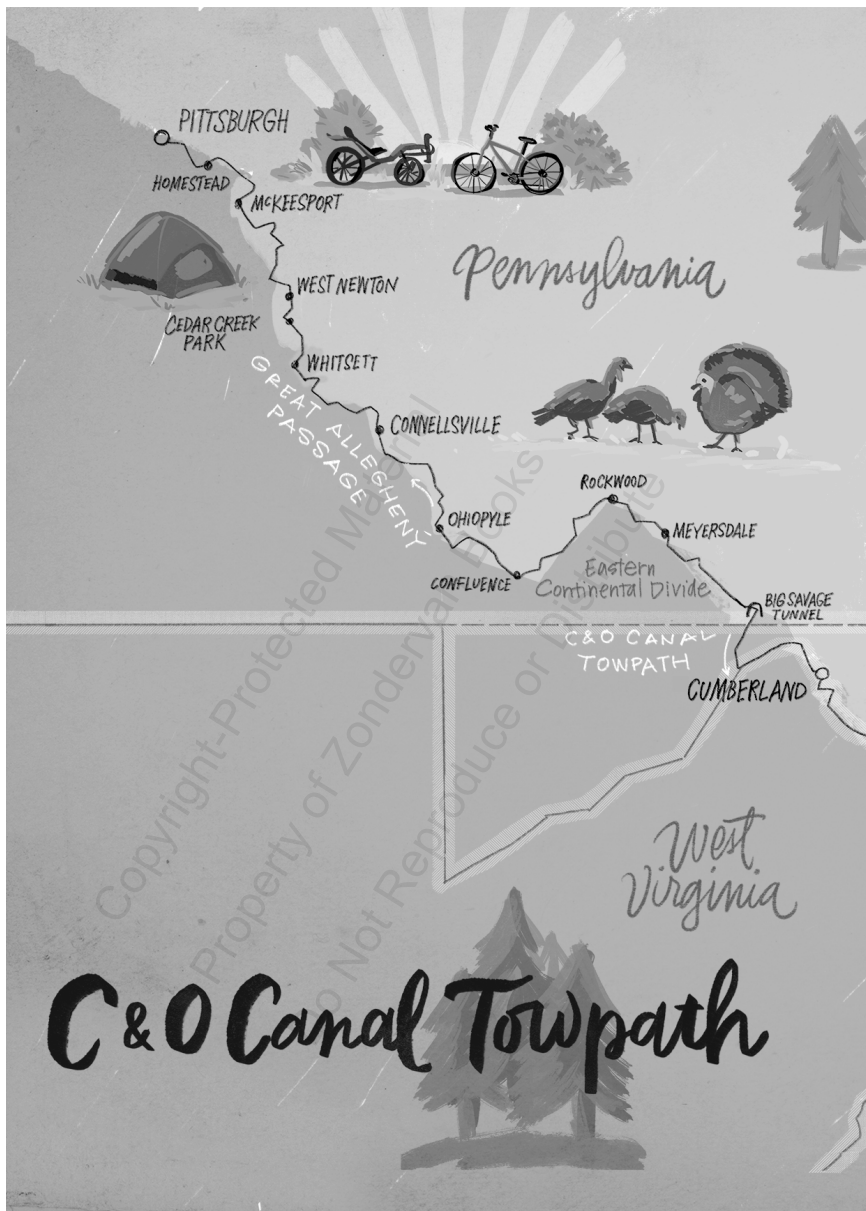 PITTSBURGH
HOMESTEAD
McKEESPORT
Pennsylvania
WEST NEWTON
CEDAR CREEK
PARK
WHITSETT
GREAT ALLEGHENY
PASSAGE
CONNELLSVILLE
ROCKWOOD
OHIOPYLE
MEYERSDALE
CONFLUENCE
Eastern
Continental Divide
BIG SAVAGE
TUNNEL
C&O CANAL
TOWPATH
CUMBERLAND
West
Virginia
C & O Canal Towpath
Copyright-Protected Material
Property of Zondervan Books
Do Not Reproduce or Distribute